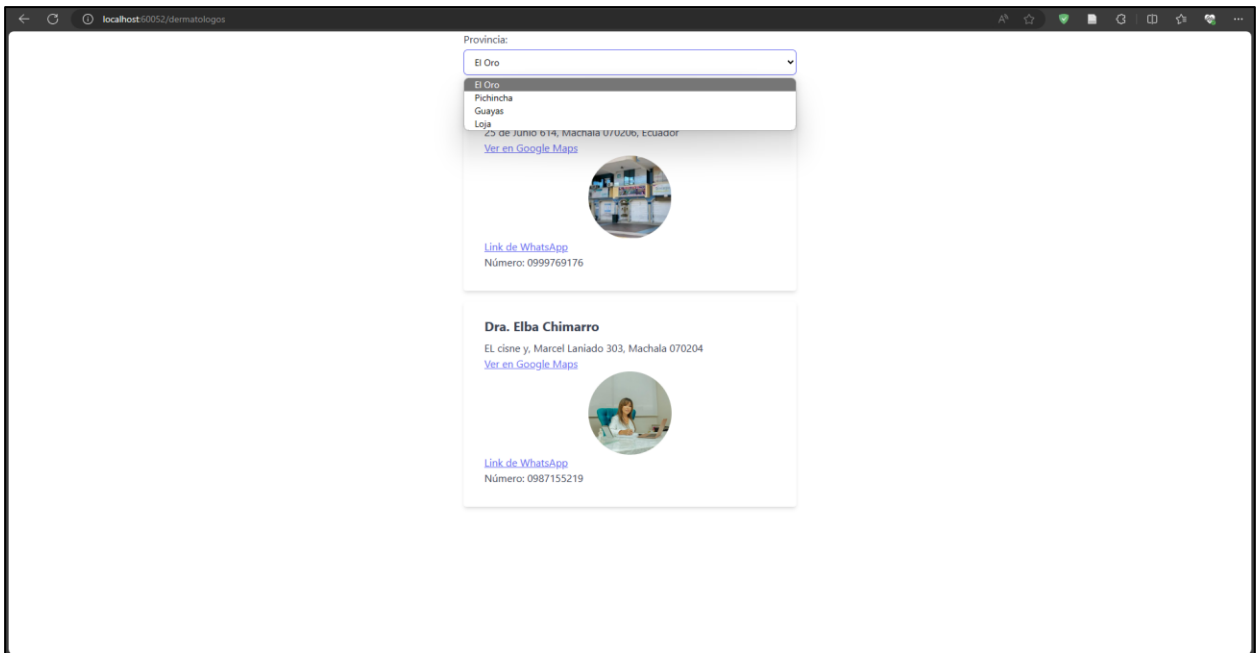 localhost:60052/dermatologos
Provincia:
El Oro
El Oro
Pichincha
Guayas
Loja
25 de Junio 614, Machala 070206, Ecuador
Ver en Google Maps
Link de WhatsApp
Número: 0999769176
Dra. Elba Chimarro
EL cisne y, Marcel Laniado 303, Machala 070204
Ver en Google Maps
Link de WhatsApp
Número: 0987155219